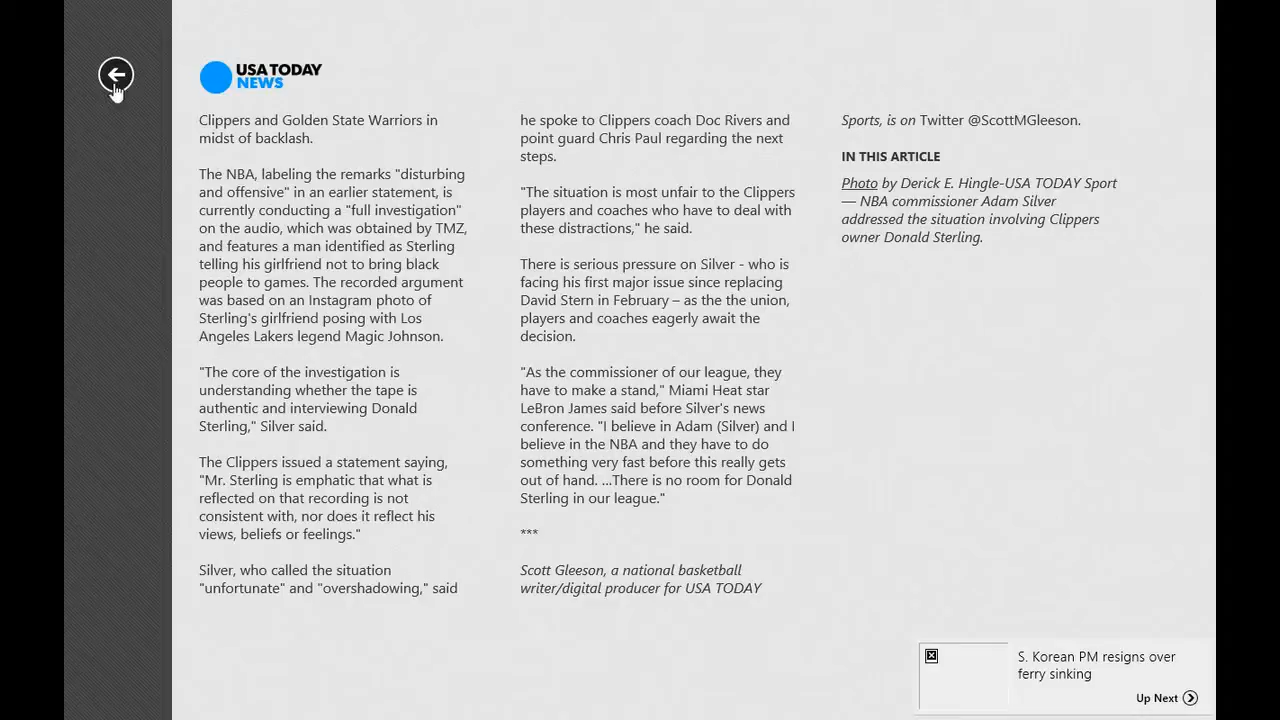 USA TODAY
NEWS
Clippers and Golden State Warriors in
midst of backlash.
The NBA, labeling the remarks "disturbing
and offensive" in an earlier statement, is
currently conducting a "full investigation"
on the audio, which was obtained by TMZ,
and features a man identified as Sterling
telling his girlfriend not to bring black
people to games. The recorded argument
was based on an Instagram photo of
Sterling's girlfriend posing with Los
Angeles Lakers legend Magic Johnson.
"The core of the investigation is
understanding whether the tape is
authentic and interviewing Donald
Sterling," Silver said.
The Clippers issued a statement saying,
"Mr. Sterling is emphatic that what is
reflected on that recording is not
consistent with, nor does it reflect his
views, beliefs or feelings."
Silver, who called the situation
"unfortunate" and "overshadowing," said
he spoke to Clippers coach Doc Rivers and
point guard Chris Paul regarding the next
steps.
"The situation is most unfair to the Clippers
players and coaches who have to deal with
these distractions," he said.
There is serious pressure on Silver - who is
facing his first major issue since replacing
David Stern in February – as the the union,
players and coaches eagerly await the
decision.
"As the commissioner of our league, they
have to make a stand," Miami Heat star
LeBron James said before Silver's news
conference. "I believe in Adam (Silver) and I
believe in the NBA and they have to do
something very fast before this really gets
out of hand. ...There is no room for Donald
Sterling in our league."
***
Scott Gleeson, a national basketball
writer/digital producer for USA TODAY
Sports, is on Twitter @ScottMGleeson.
IN THIS ARTICLE
Photo by Derick E. Hingle-USA TODAY Sport
— NBA commissioner Adam Silver
addressed the situation involving Clippers
owner Donald Sterling.
S. Korean PM resigns over
ferry sinking
Up Next